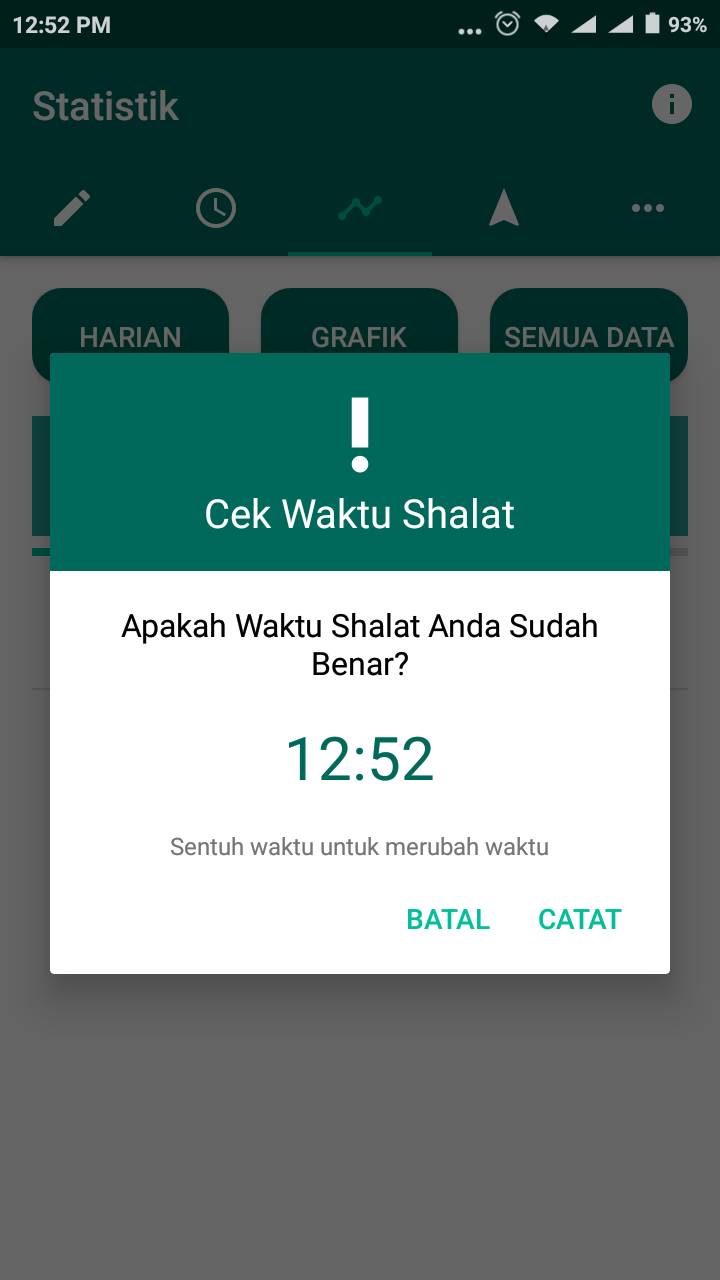 12:52 PM
93%
Statistik
HARIAN
GRAFIK
SEMUA DATA
Cek Waktu Shalat
Apakah Waktu Shalat Anda Sudah
Benar?
12:52
Sentuh waktu untuk merubah waktu
BATAL
CATAT